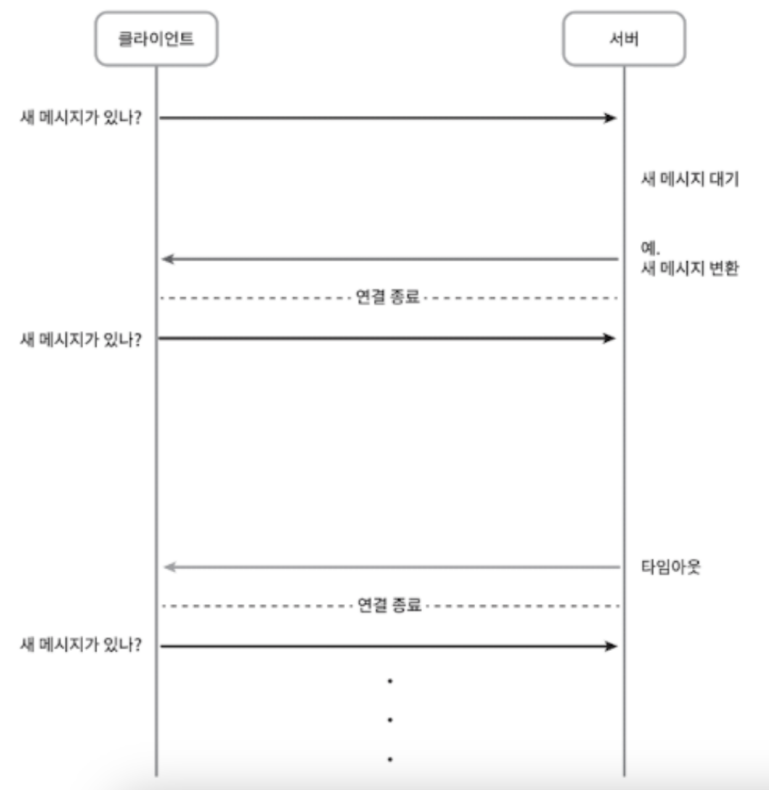 클라이언트
서버
새 메시지가 있나?
새 메시지 대기
예.
새 메시지 변환
연결 종료
새 메시지가 있나?
타임아웃
연결 종료
새 메시지가 있나?